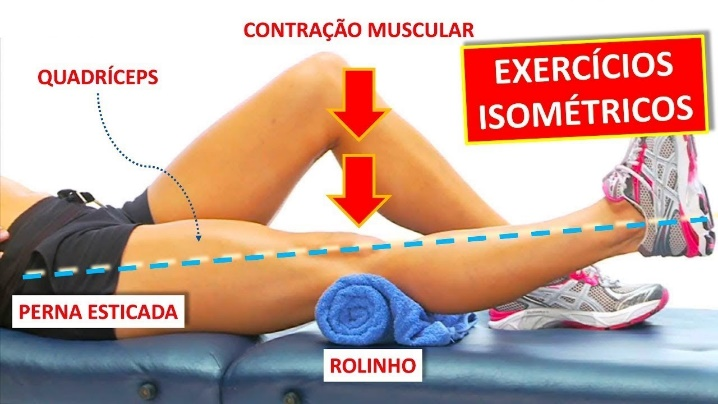 CONTRAÇÃO MUSCULAR
EXERCÍCIOS
ISOMÉTRICOS
QUADRÍCEPS
PERNA ESTICADA
ROLINHO